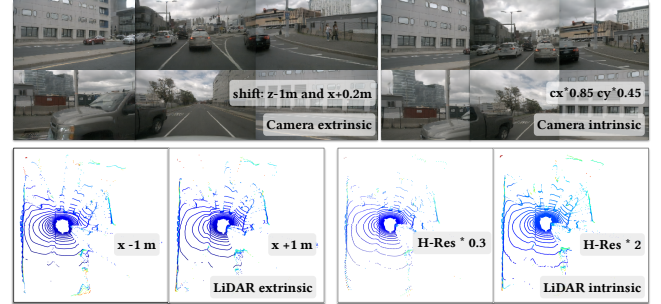 shift: z-1m and x+0.2m
Camera extrinsic
cx*0.85 cy*0.45
Camera intrinsic
x -1 m
x +1 m
LiDAR extrinsic
H-Res * 0.3
H-Res * 2
LiDAR intrinsic